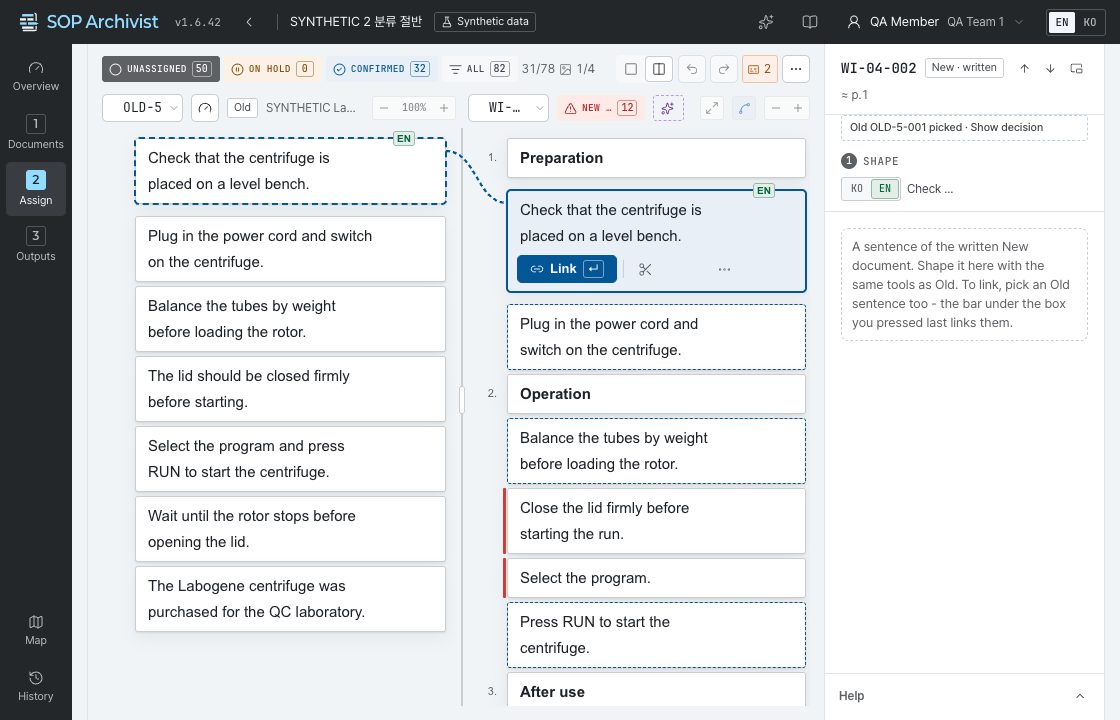 SOP Archivist v1.6.42 SYNTHETIC 2 분류 절반 Synthetic data QA Member QA Team 1 EN KO
Overview
1
Documents
2
Assign
3
Outputs
Map
History
UNASSIGNED 50 ON HOLD 0 CONFIRMED 32 ALL 82 31/78 1/4 2
OLD-5 Old SYNTHETIC La... 100% WI-... NEW … 12
EN
Check that the centrifuge is
placed on a level bench.
Plug in the power cord and switch
on the centrifuge.
Balance the tubes by weight
before loading the rotor.
The lid should be closed firmly
before starting.
Select the program and press
RUN to start the centrifuge.
Wait until the rotor stops before
opening the lid.
The Labogene centrifuge was
purchased for the QC laboratory.
1. Preparation
EN
Check that the centrifuge is
placed on a level bench.
Link
Plug in the power cord and
switch on the centrifuge.
2. Operation
Balance the tubes by weight
before loading the rotor.
Close the lid firmly before
starting the run.
Select the program.
Press RUN to start the
centrifuge.
3. After use
WI-04-002 New · written
≈ p.1
Old OLD-5-001 picked · Show decision
1 SHAPE
KO EN Check ...
A sentence of the written New
document. Shape it here with the
same tools as Old. To link, pick an Old
sentence too - the bar under the box
you pressed last links them.
Help